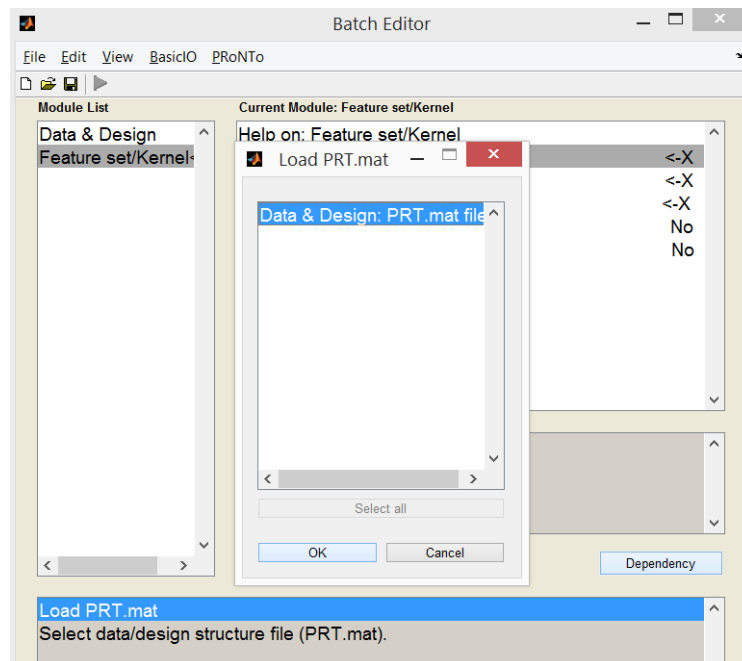 Batch Editor
File Edit View BasicIO PRoNTo
Module List
Current Module: Feature set/Kernel
Data & Design
Feature set/Kernel<
Help on: Feature set/Kernel
<-X
<-X
<-X
No
No
Load PRT.mat
Data & Design: PRT.mat file
Select all
OK Cancel
Dependency
Load PRT.mat
Select data/design structure file (PRT.mat).